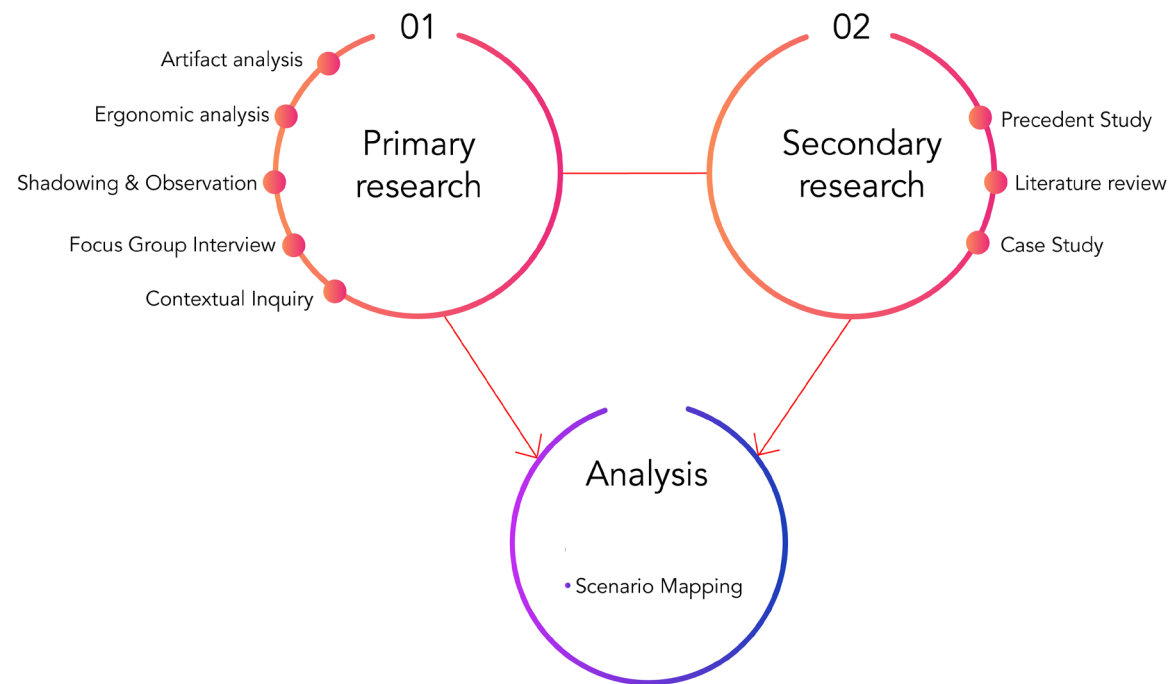 01
Artifact analysis
Ergonomic analysis
Shadowing & Observation
Focus Group Interview
Contextual Inquiry
Primary
research
02
Secondary
research
Precedent Study
Literature review
Case Study
Analysis
• Scenario Mapping